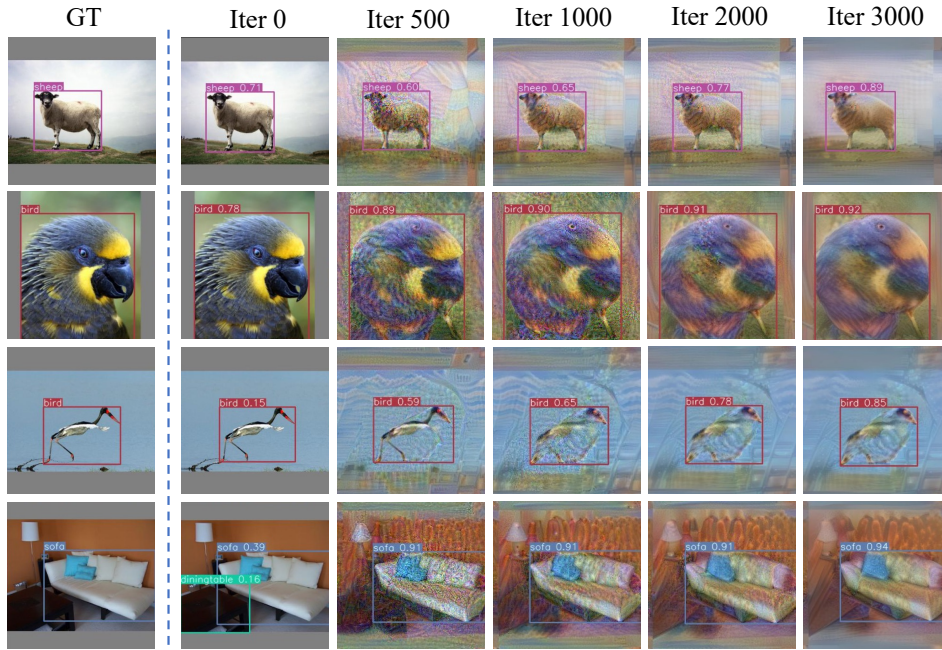 GT Iter 0 Iter 500 Iter 1000 Iter 2000 Iter 3000
sheep sheep 0.71 sheep 0.60 sheep 0.65 sheep 0.77 sheep 0.89
bird bird 0.78 bird 0.89 bird 0.90 bird 0.91 bird 0.92
bird bird 0.15 bird 0.59 bird 0.65 bird 0.78 bird 0.85
sofa sofa 0.39 sofa 0.91 sofa 0.91 sofa 0.91 sofa 0.94
diningtable 0.16